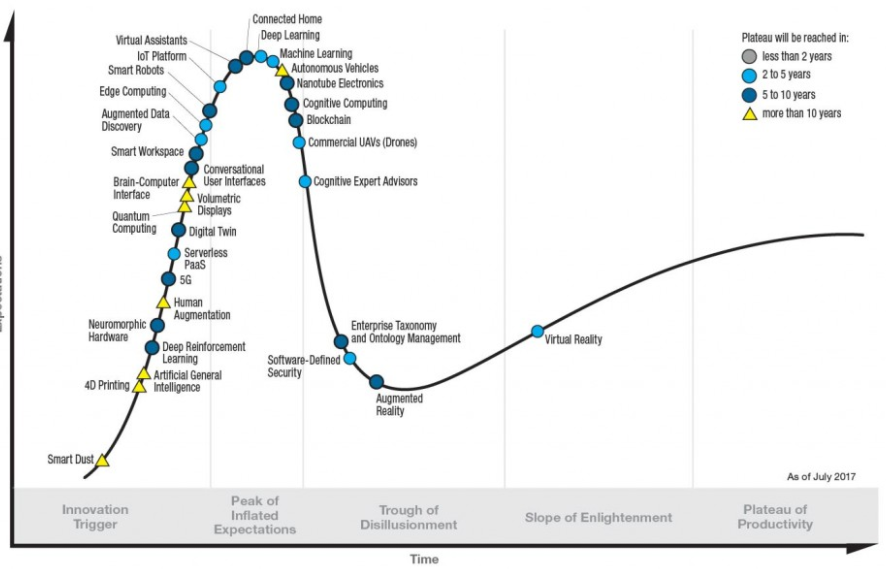 Connected Home
Deep Learning
Virtual Assistants
Machine Learning
IoT Platform
Autonomous Vehicles
Smart Robots
Nanotube Electronics
Edge Computing
Cognitive Computing
Augmented Data
Discovery
Blockchain
Commercial UAVs (Drones)
Smart Workspace
Conversational
User Interfaces
Cognitive Expert Advisors
Brain-Computer
Interface
Volumetric
Displays
Quantum
Computing
Digital Twin
Serverless
PaaS
5G
Human
Augmentation
Neuromorphic
Hardware
Deep Reinforcement
Learning
Artificial General
Intelligence
4D Printing
Smart Dust
Enterprise Taxonomy
and Ontology Management
Software-Defined
Security
Augmented
Reality
Virtual Reality
Plateau will be reached in:
less than 2 years
2 to 5 years
5 to 10 years
more than 10 years
As of July 2017
Innovation
Trigger
Peak of
Inflated
Expectations
Trough of
Disillusionment
Slope of Enlightenment
Plateau of
Productivity
Time